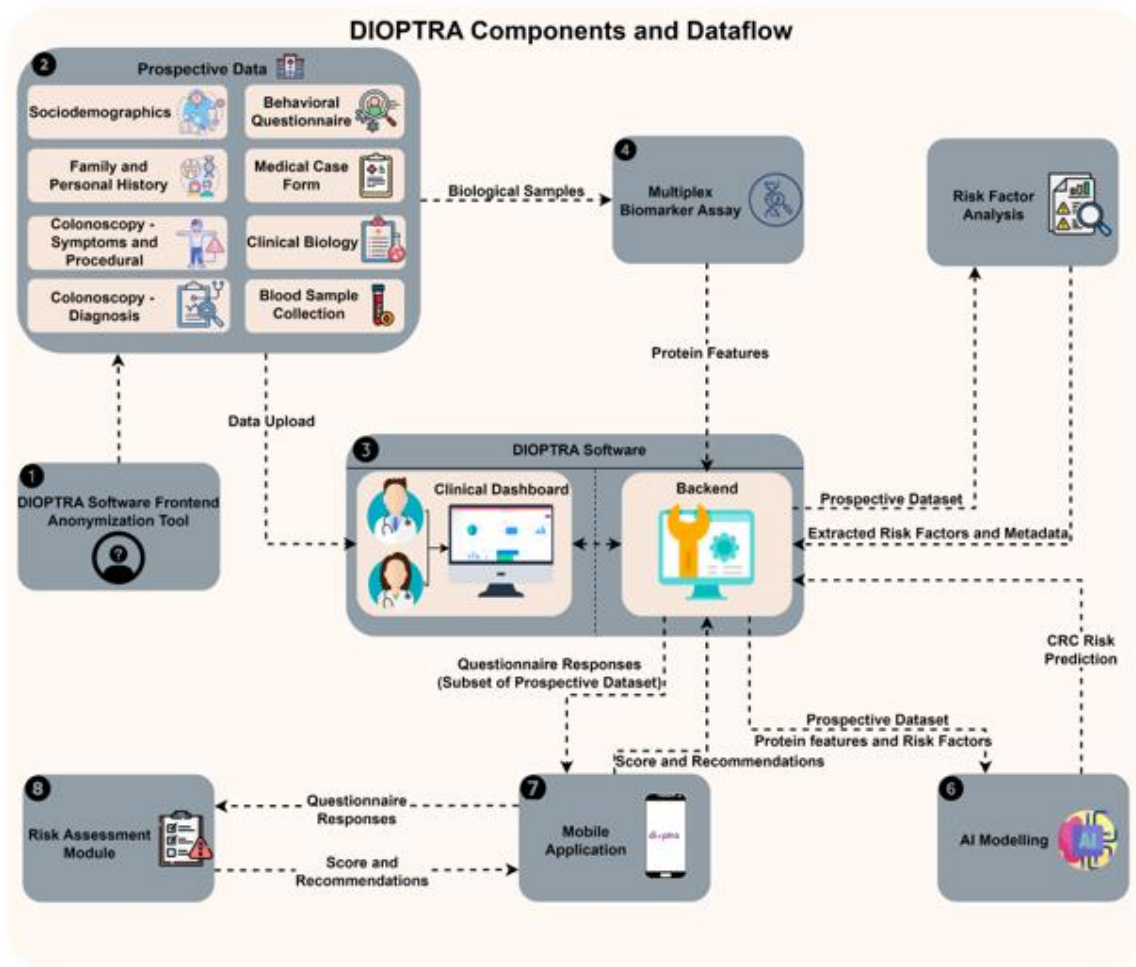 DIOPTRA Components and Dataflow
2
Prospective Data
Sociodemographics
Behavioral
Questionnaire
Family and
Personal History
Medical Case
Form
Colonoscopy -
Symptoms and
Procedural
Clinical Biology
Colonoscopy -
Diagnosis
Blood Sample
Collection
Biological Samples
4
Multiplex
Biomarker Assay
Risk Factor
Analysis
Protein Features
Data Upload
1
DIOPTRA Software Frontend
Anonymization Tool
?
3
DIOPTRA Software
Clinical Dashboard
Backend
Prospective Dataset
Extracted Risk Factors and Metadata
CRC Risk
Prediction
Questionnaire Responses
(Subset of Prospective Dataset)
Prospective Dataset
Protein features and Risk Factors
Score and Recommendations
8
Risk Assessment
Module
Questionnaire
Responses
Score and
Recommendations
7
Mobile
Application
6
AI Modelling
AI